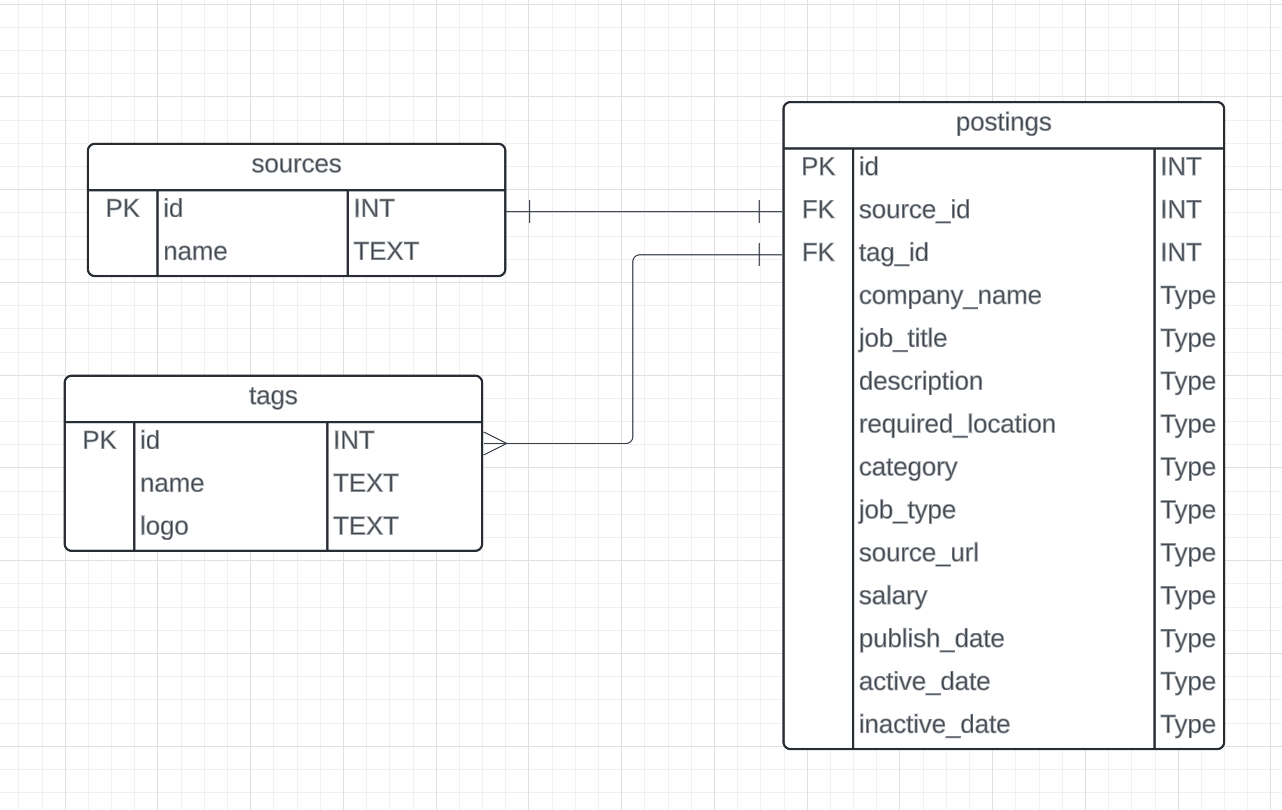 sources
PK id INT
name TEXT
tags
PK id INT
name TEXT
logo TEXT
postings
PK id INT
FK source_id INT
FK tag_id INT
company_name Type
job_title Type
description Type
required_location Type
category Type
job_type Type
source_url Type
salary Type
publish_date Type
active_date Type
inactive_date Type